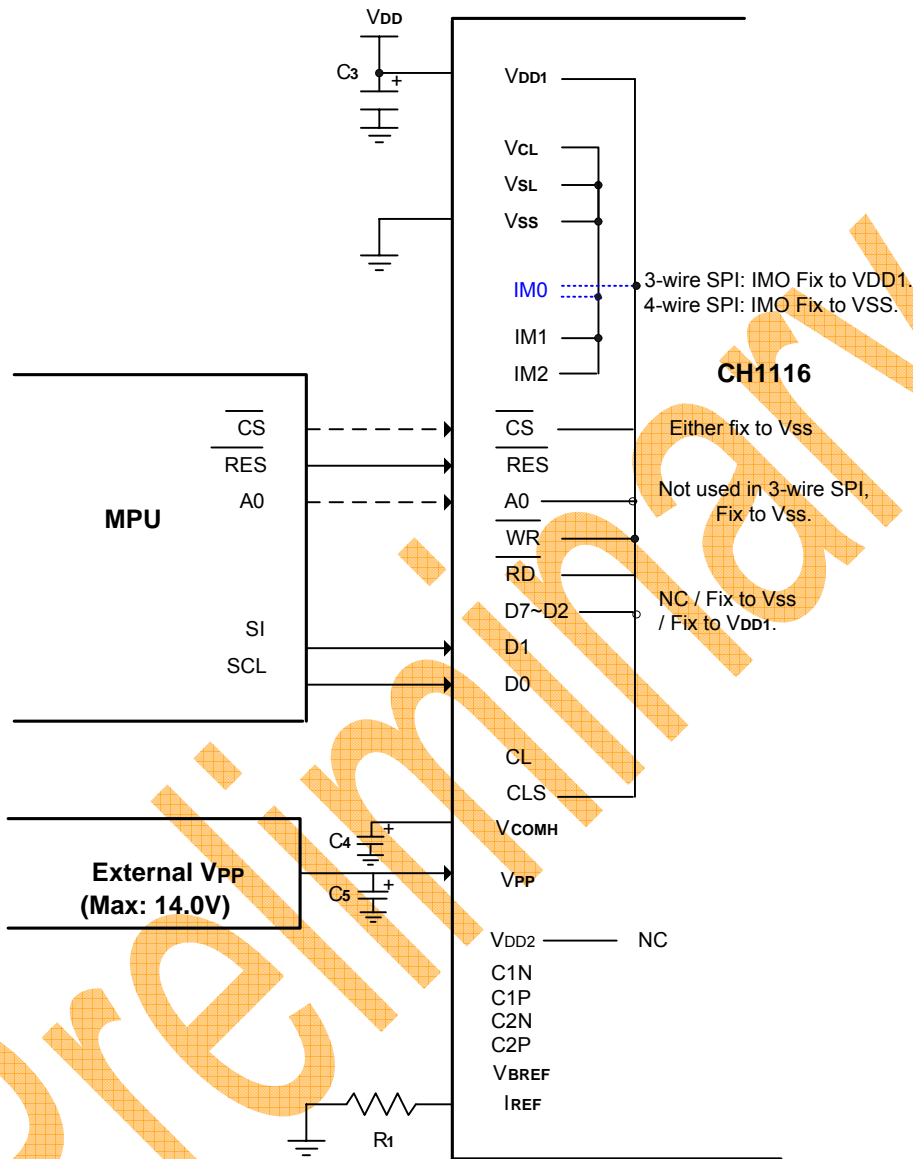 VDD
C3
+
VDD1
VCL
VSL
VSS
IM0
3-wire SPI: IMO Fix to VDD1.
4-wire SPI: IMO Fix to VSS.
IM1
IM2
CH1116
MPU
CS
RES
A0
SI
SCL
CS
Either fix to Vss
RES
A0
Not used in 3-wire SPI,
Fix to Vss.
WR
RD
D7~D2
NC / Fix to Vss
/ Fix to VDD1.
D1
D0
CL
CLS
VCOMH
C4
+
External VPP
(Max: 14.0V)
C5
+
VPP
VDD2
NC
C1N
C1P
C2N
C2P
VBREF
IREF
R1
Preliminary